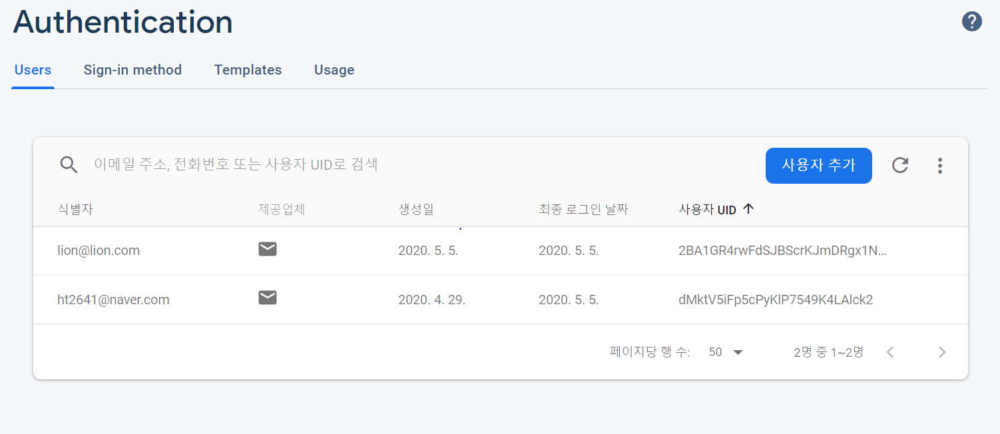 Authentication
Users Sign-in method Templates Usage
이메일 주소, 전화번호 또는 사용자 UID로 검색 사용자 추가
식별자 제공업체 생성일 최종 로그인 날짜 사용자 UID
lion@lion.com 2020. 5. 5. 2020. 5. 5. 2BA1GR4rwFdSJBScrKJmDRgx1N...
ht2641@naver.com 2020. 4. 29. 2020. 5. 5. dMktV5iFp5cPyKlP7549K4LAlck2
페이지당 행 수: 50 2명 중 1~2명